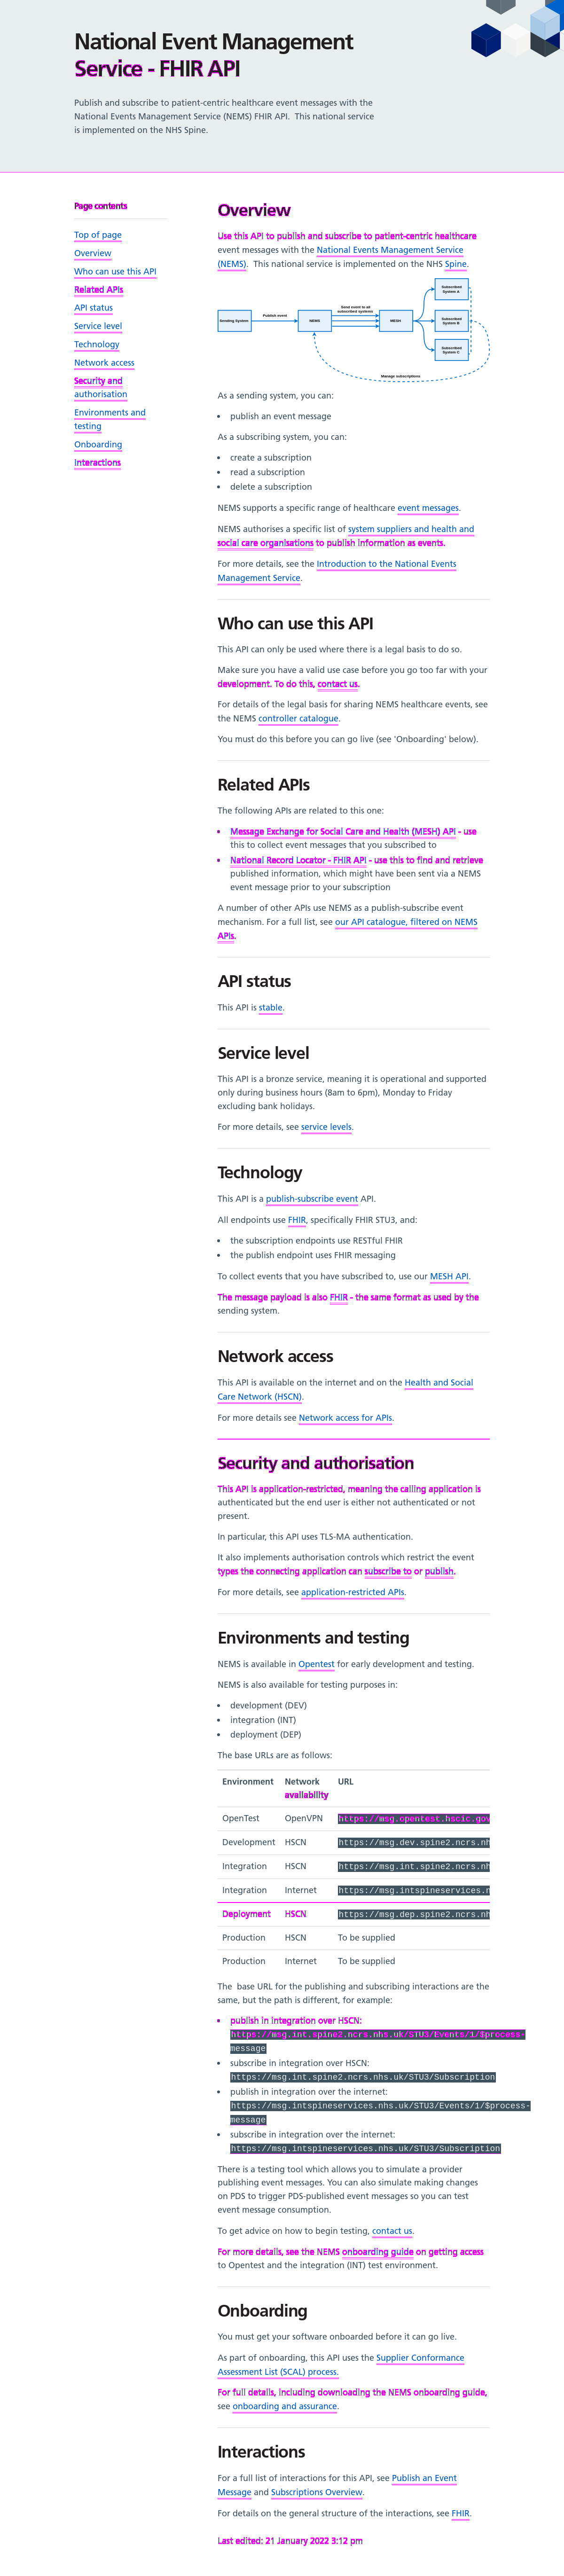 National Event Management
Service - FHIR API
Publish and subscribe to patient-centric healthcare event messages with the
National Events Management Service (NEMS) FHIR API.  This national service
is implemented on the NHS Spine.
Page contents
Top of page
Overview
Who can use this API
Related APIs
API status
Service level
Technology
Network access
Security and
authorisation
Environments and
testing
Onboarding
Interactions
Overview
Use this API to publish and subscribe to patient-centric healthcare
event messages with the National Events Management Service
(NEMS).  This national service is implemented on the NHS Spine.
Sending System
Publish event
NEMS
Send event to all
subscribed systems
MESH
Subscribed
System A
Subscribed
System B
Subscribed
System C
Manage subscriptions
As a sending system, you can:
• publish an event message
As a subscribing system, you can:
• create a subscription
• read a subscription
• delete a subscription
NEMS supports a specific range of healthcare event messages.
NEMS authorises a specific list of system suppliers and health and
social care organisations to publish information as events.
For more details, see the Introduction to the National Events
Management Service.
Who can use this API
This API can only be used where there is a legal basis to do so.
Make sure you have a valid use case before you go too far with your
development. To do this, contact us.
For details of the legal basis for sharing NEMS healthcare events, see
the NEMS controller catalogue.
You must do this before you can go live (see 'Onboarding' below).
Related APIs
The following APIs are related to this one:
• Message Exchange for Social Care and Health (MESH) API - use
this to collect event messages that you subscribed to
• National Record Locator - FHIR API - use this to find and retrieve
published information, which might have been sent via a NEMS
event message prior to your subscription
A number of other APIs use NEMS as a publish-subscribe event
mechanism. For a full list, see our API catalogue, filtered on NEMS
APIs.
API status
This API is stable.
Service level
This API is a bronze service, meaning it is operational and supported
only during business hours (8am to 6pm), Monday to Friday
excluding bank holidays.
For more details, see service levels.
Technology
This API is a publish-subscribe event API.
All endpoints use FHIR, specifically FHIR STU3, and:
• the subscription endpoints use RESTful FHIR
• the publish endpoint uses FHIR messaging
To collect events that you have subscribed to, use our MESH API.
The message payload is also FHIR - the same format as used by the
sending system.
Network access
This API is available on the internet and on the Health and Social
Care Network (HSCN).
For more details see Network access for APIs.
Security and authorisation
This API is application-restricted, meaning the calling application is
authenticated but the end user is either not authenticated or not
present.
In particular, this API uses TLS-MA authentication.
It also implements authorisation controls which restrict the event
types the connecting application can subscribe to or publish.
For more details, see application-restricted APIs.
Environments and testing
NEMS is available in Opentest for early development and testing.
NEMS is also available for testing purposes in:
• development (DEV)
• integration (INT)
• deployment (DEP)
The base URLs are as follows:
Environment Network URL
availability
OpenTest OpenVPN https://msg.opentest.hscic.gov
Development HSCN https://msg.dev.spine2.ncrs.nh
Integration HSCN https://msg.int.spine2.ncrs.nh
Integration Internet https://msg.intspineservices.n
Deployment HSCN https://msg.dep.spine2.ncrs.nh
Production HSCN To be supplied
Production Internet To be supplied
The  base URL for the publishing and subscribing interactions are the
same, but the path is different, for example:
• publish in integration over HSCN:
https://msg.int.spine2.ncrs.nhs.uk/STU3/Events/1/$process-
message
• subscribe in integration over HSCN:
https://msg.int.spine2.ncrs.nhs.uk/STU3/Subscription
• publish in integration over the internet:
https://msg.intspineservices.nhs.uk/STU3/Events/1/$process-
message
• subscribe in integration over the internet:
https://msg.intspineservices.nhs.uk/STU3/Subscription
There is a testing tool which allows you to simulate a provider
publishing event messages. You can also simulate making changes
on PDS to trigger PDS-published event messages so you can test
event message consumption.
To get advice on how to begin testing, contact us.
For more details, see the NEMS onboarding guide on getting access
to Opentest and the integration (INT) test environment.
Onboarding
You must get your software onboarded before it can go live.
As part of onboarding, this API uses the Supplier Conformance
Assessment List (SCAL) process.
For full details, including downloading the NEMS onboarding guide,
see onboarding and assurance.
Interactions
For a full list of interactions for this API, see Publish an Event
Message and Subscriptions Overview.
For details on the general structure of the interactions, see FHIR.
Last edited: 21 January 2022 3:12 pm